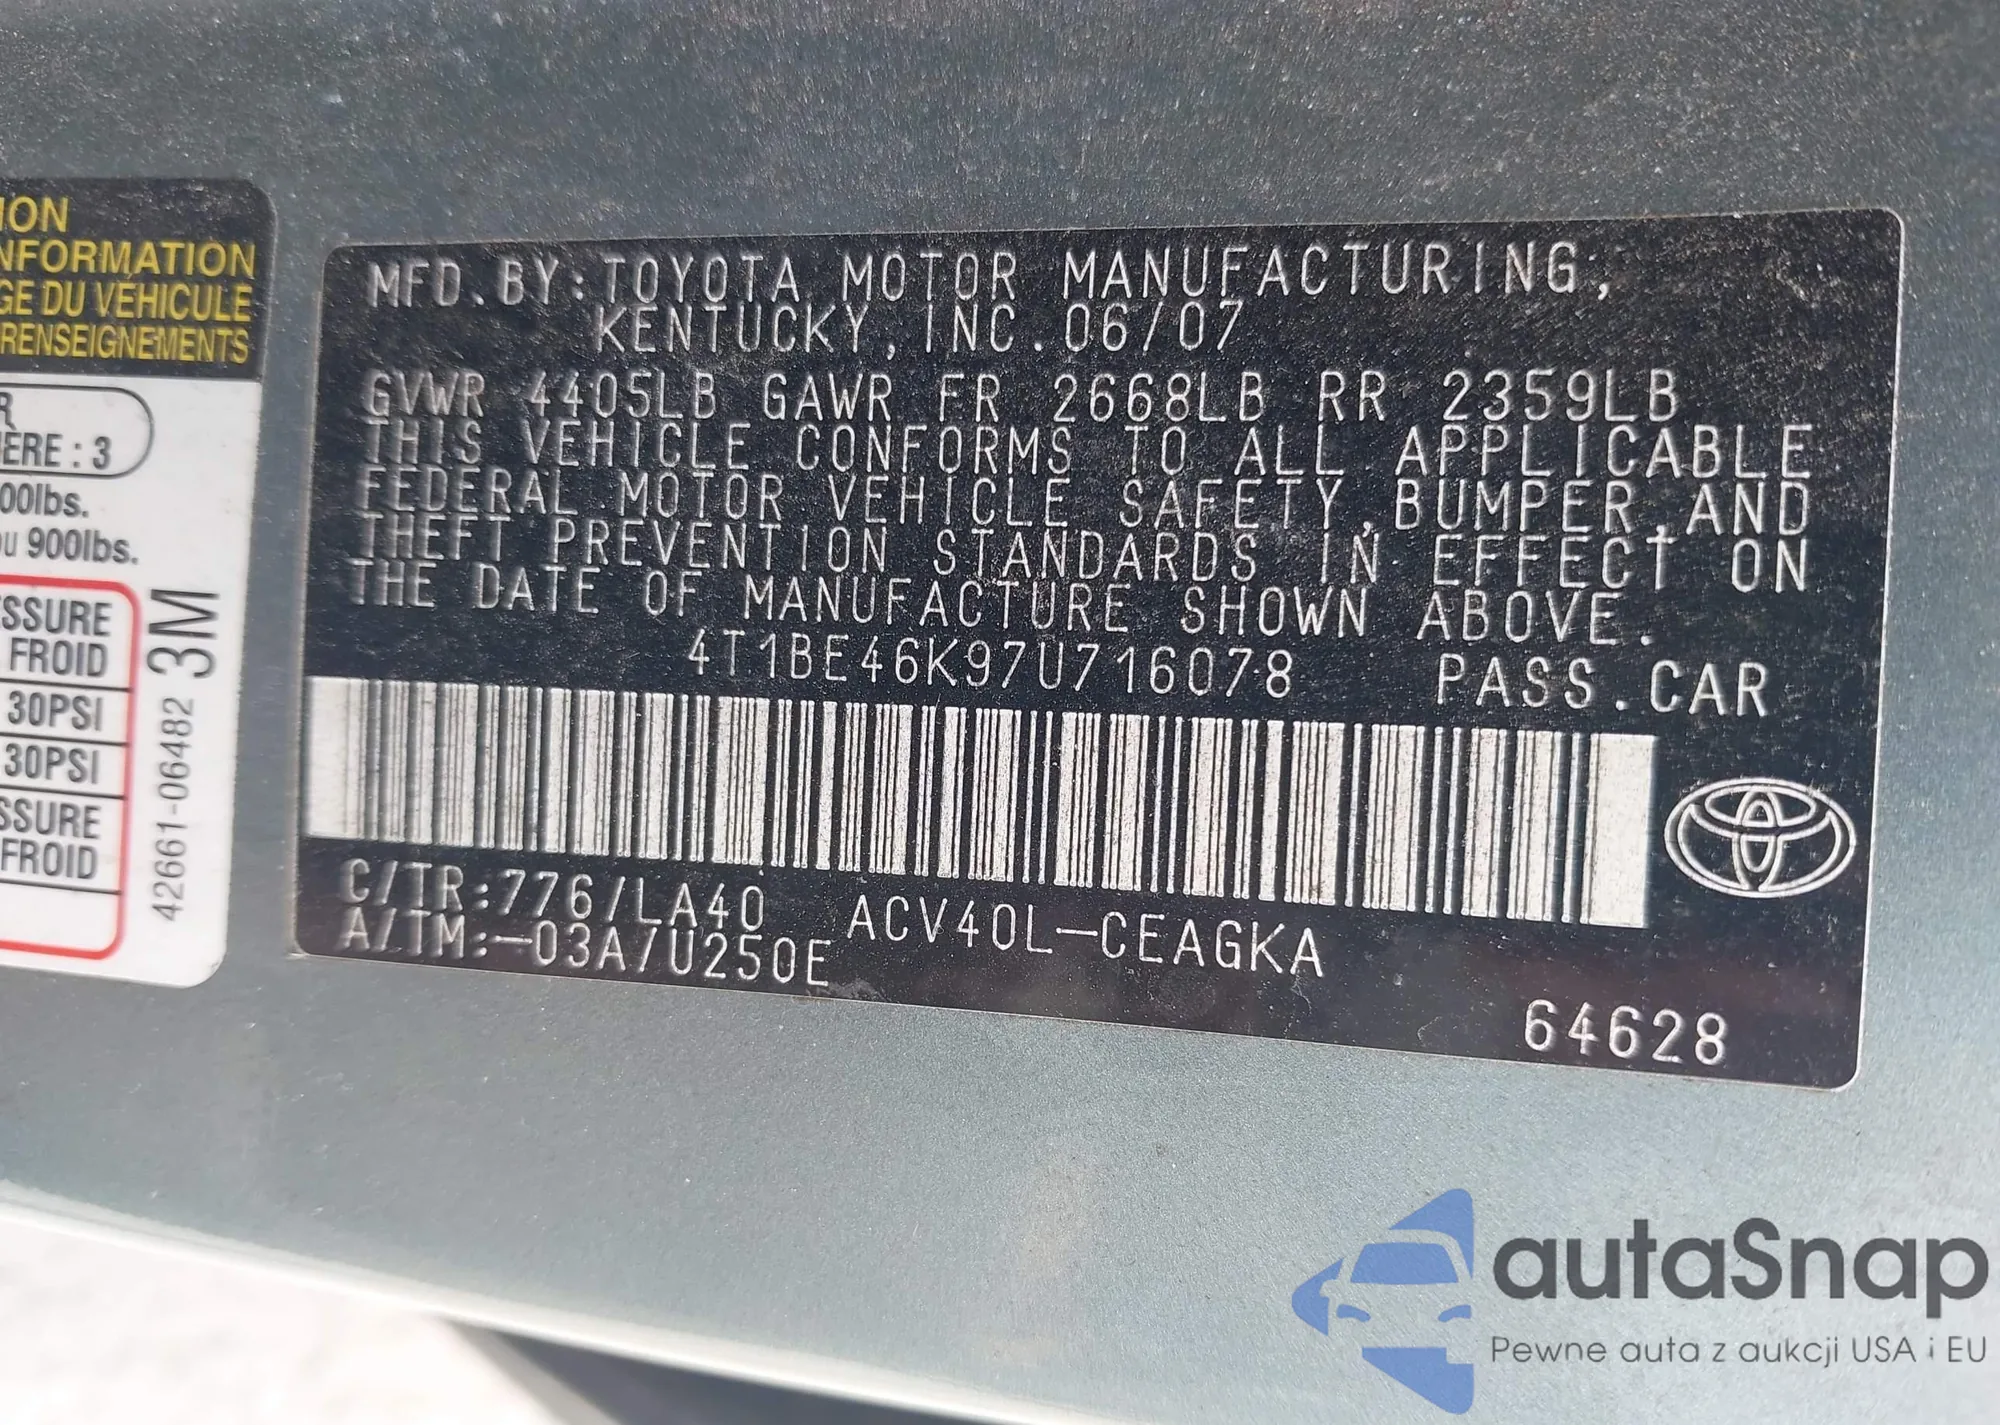 ION
NFORMATION
GE DU VÉHICULE
RENSEIGNEMENTS
R
IERE : 3
00lbs.
ou 900lbs.
ESSURE
FROID
30PSI
30PSI
SSURE
FROID
42661-06482 3M
MFD. BY: TOYOTA MOTOR MANUFACTURING,
KENTUCKY, INC. 06/07
GVWR 4405LB GAWR FR 2668LB RR 2359LB
THIS VEHICLE CONFORMS TO ALL APPLICABLE
FEDERAL MOTOR VEHICLE SAFETY, BUMPER, AND
THEFT PREVENTION STANDARDS IN EFFECT ON
THE DATE OF MANUFACTURE SHOWN ABOVE.
4T1BE46K97U716078 PASS. CAR
C/TR:776/LA40 ACV40L-CEAGKA
A/TM:-03A/U250E
64628
autaSnap
Pewne auta z aukcji USA i EU